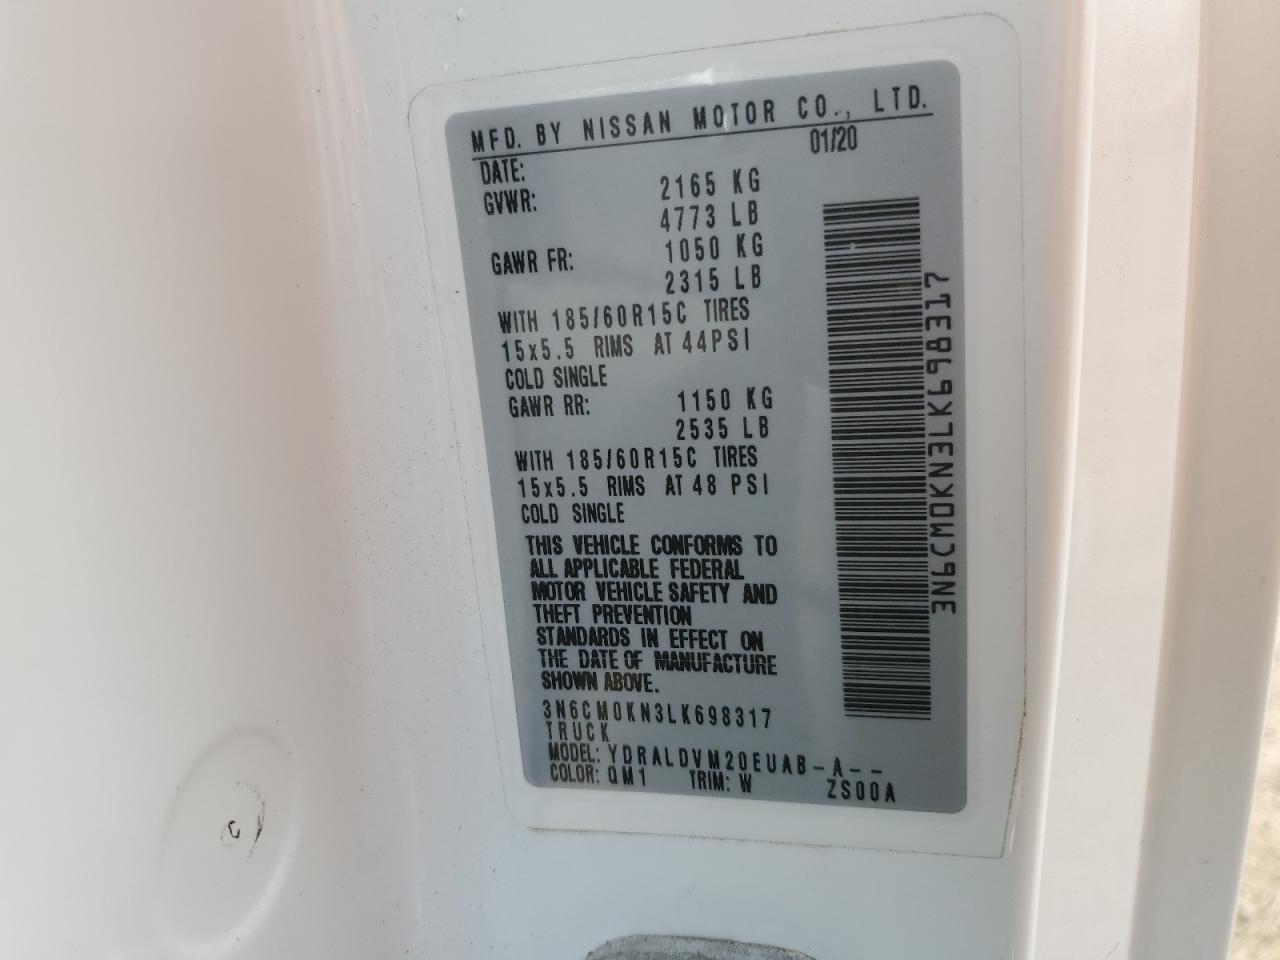 MFD. BY NISSAN MOTOR CO., LTD.
DATE: 01/20
GVWR: 2165 KG
4773 LB
GAWR FR: 1050 KG
2315 LB
WITH 185/60R15C TIRES
15x5.5 RIMS AT 44PSI
COLD SINGLE
GAWR RR: 1150 KG
2535 LB
WITH 185/60R15C TIRES
15x5.5 RIMS AT 48 PSI
COLD SINGLE
THIS VEHICLE CONFORMS TO
ALL APPLICABLE FEDERAL
MOTOR VEHICLE SAFETY AND
THEFT PREVENTION
STANDARDS IN EFFECT ON
THE DATE OF MANUFACTURE
SHOWN ABOVE.
3N6CM0KN3LK698317
TRUCK
MODEL: YDRALDVM20EUAB-A--
COLOR: QM1 TRIM: W ZS00A
3N6CM0KN3LK698317